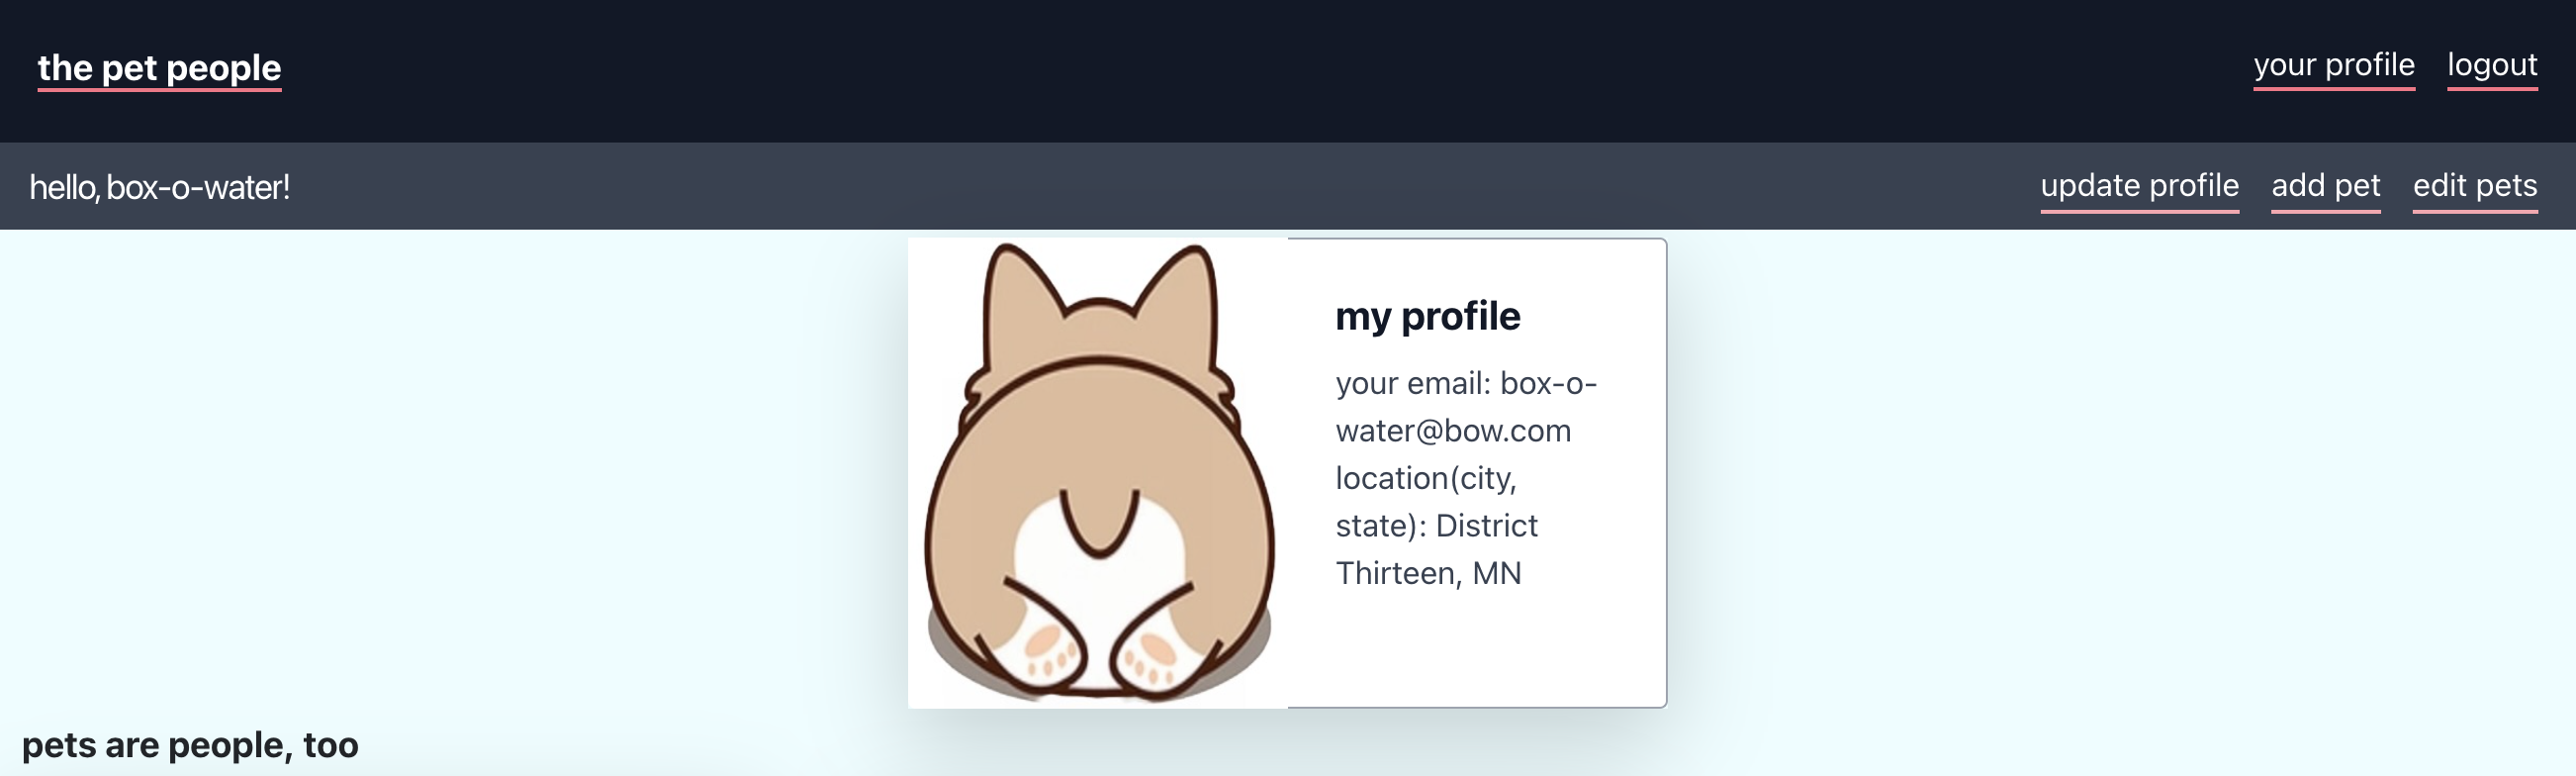 the pet people
your profile logout
hello, box-o-water!
update profile add pet edit pets
my profile
your email: box-o-
water@bow.com
location(city,
state): District
Thirteen, MN
pets are people, too